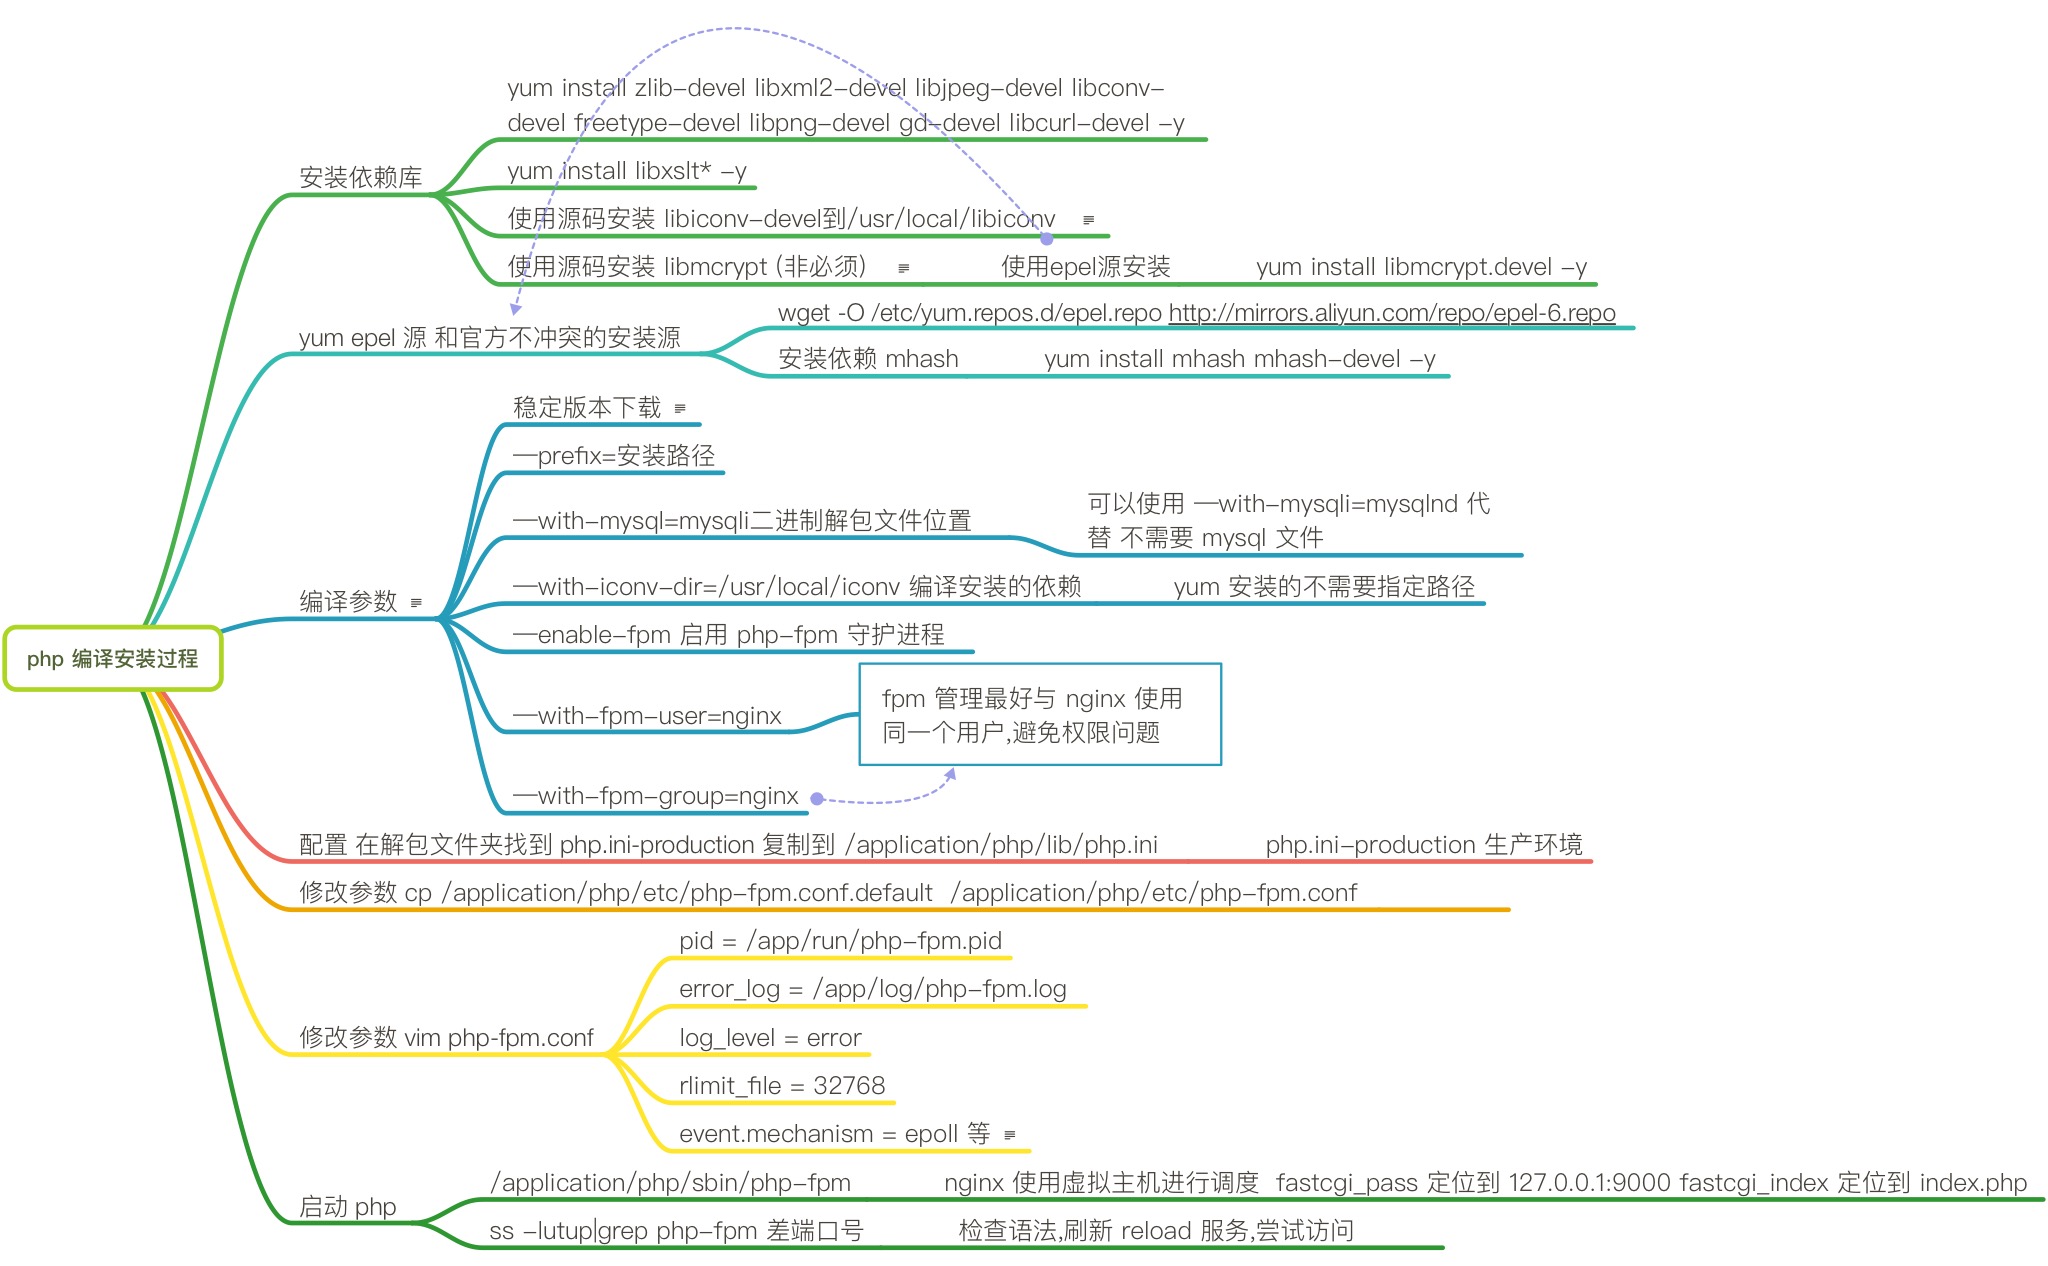 yum install zlib-devel libxml2-devel libjpeg-devel libconv-
devel freetype-devel libpng-devel gd-devel libcurl-devel -y
安装依赖库
yum install libxslt* -y
使用源码安装 libiconv-devel到/usr/local/libiconv
使用源码安装 libmcrypt (非必须)
使用epel源安装
yum install libmcrypt.devel -y
yum epel 源 和官方不冲突的安装源
wget -O /etc/yum.repos.d/epel.repo http://mirrors.aliyun.com/repo/epel-6.repo
安装依赖 mhash
yum install mhash mhash-devel -y
编译参数
稳定版本下载
—prefix=安装路径
—with-mysql=mysqli二进制解包文件位置
可以使用 —with-mysqli=mysqlnd 代
替 不需要 mysql 文件
—with-iconv-dir=/usr/local/iconv 编译安装的依赖
yum 安装的不需要指定路径
—enable-fpm 启用 php-fpm 守护进程
—with-fpm-user=nginx
fpm 管理最好与 nginx 使用
同一个用户,避免权限问题
—with-fpm-group=nginx
php 编译安装过程
配置 在解包文件夹找到 php.ini-production 复制到 /application/php/lib/php.ini
php.ini-production 生产环境
修改参数 cp /application/php/etc/php-fpm.conf.default /application/php/etc/php-fpm.conf
修改参数 vim php-fpm.conf
pid = /app/run/php-fpm.pid
error_log = /app/log/php-fpm.log
log_level = error
rlimit_file = 32768
event.mechanism = epoll 等
启动 php
/application/php/sbin/php-fpm
nginx 使用虚拟主机进行调度 fastcgi_pass 定位到 127.0.0.1:9000 fastcgi_index 定位到 index.php
ss -lutup|grep php-fpm 差端口号
检查语法,刷新 reload 服务,尝试访问